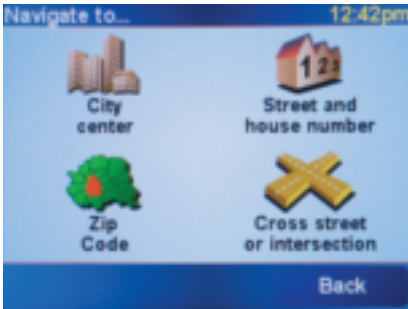 Navigate to...
12:42pm
City
center
Street and
house number
123
Zip
Code
Cross street
or intersection
Back